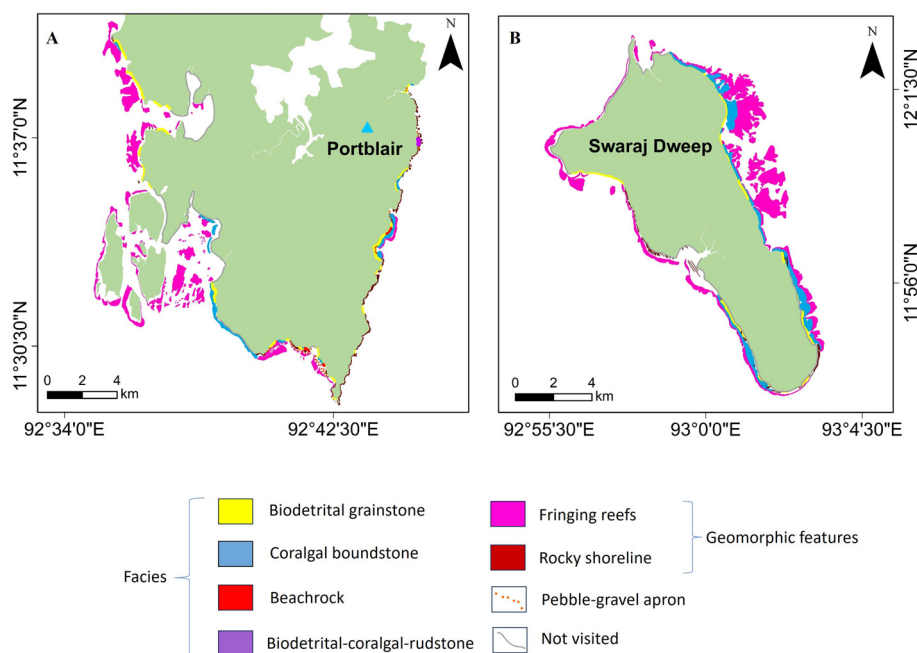 A
N
Portblair
11°37'0"N
11°30'30"N
0 2 4
km
92°34'0"E
92°42'30"E
B
N
Swaraj Dweep
12°1'30"N
11°56'0"N
0 2 4
km
92°55'30"E
93°0'0"E
93°4'30"E
Facies
Biodetrital grainstone
Coralgal boundstone
Beachrock
Biodetrital-coralgal-rudstone
Fringing reefs
Rocky shoreline
Geomorphic features
Pebble-gravel apron
Not visited